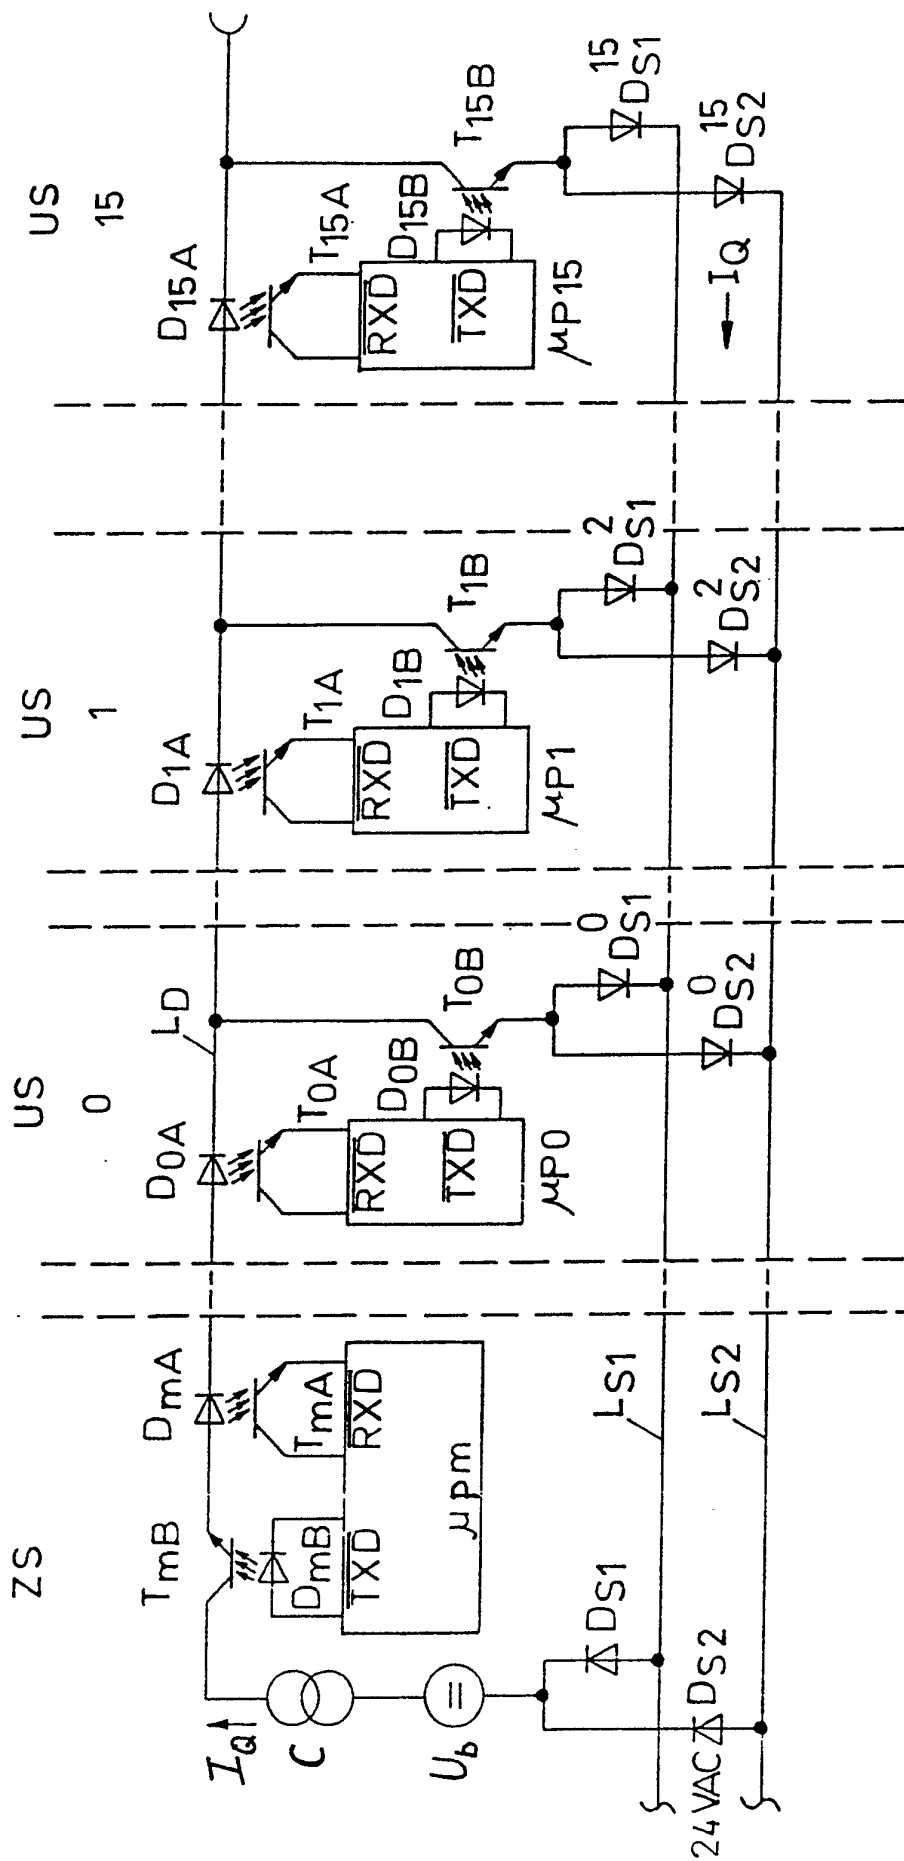 ZS
US
0
US
1
US
15
TmB
DmA
D0A
LD
D1A
D15A
IQ
C
Ub
DmB
TmA
TXD
RXD
μpm
T0A
RXD
TXD
μP0
D0B
T0B
T1A
RXD
TXD
μP1
D1B
T1B
T15A
RXD
TXD
μP15
D15B
T15B
DS1
DS2
24VAC
LS1
LS2
0
DS1
0
DS2
2
DS1
2
DS2
15
DS1
15
DS2
IQ